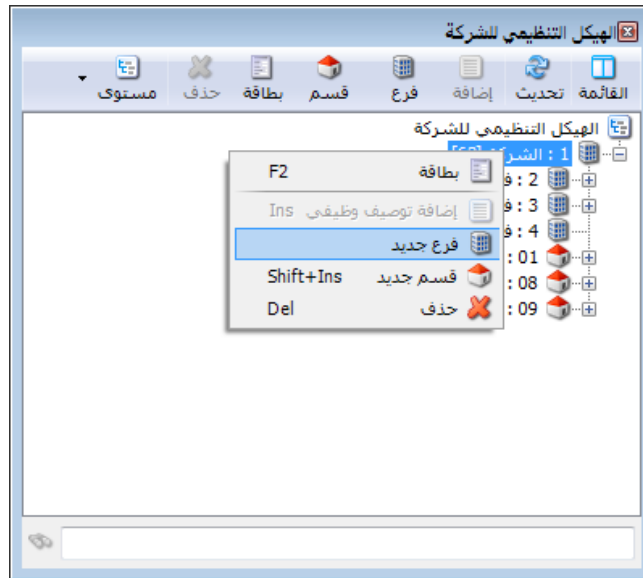 الهيكل التنظيمي للشركة
القائمة تحديث إضافة فرع قسم بطاقة حذف مستوى
الهيكل التنظيمي للشركة
1 : الشركة
2 :
3 :
4 :
01 :
08 :
09 :
بطاقة F2
إضافة توصيف وظيفي Ins
فرع جديد
قسم جديد Shift+Ins
حذف Del